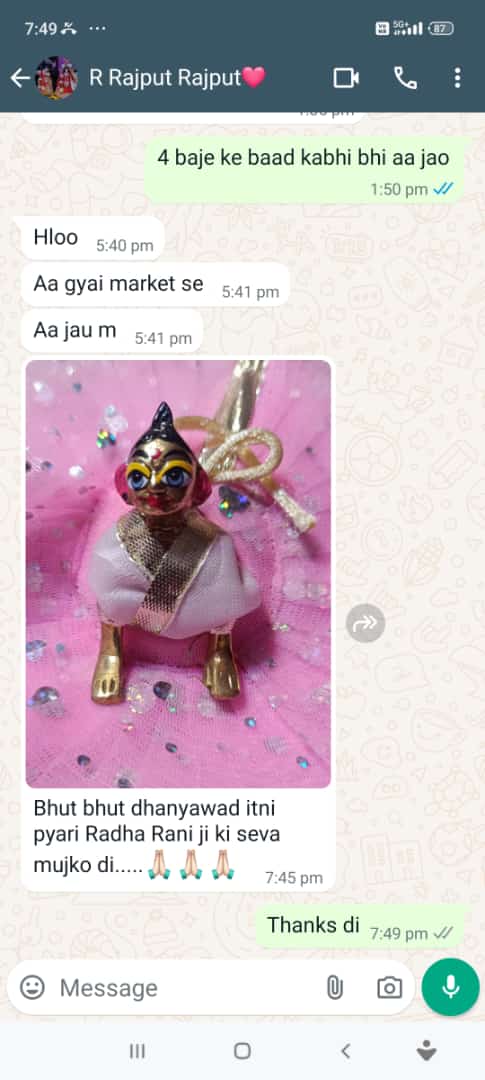 7:49
5G+
87
R Rajput Rajput❤️
4 baje ke baad kabhi bhi aa jao
1:50 pm
Hloo 5:40 pm
Aa gyai market se 5:41 pm
Aa jau m 5:41 pm
Bhut bhut dhanyawad itni
pyari Radha Rani ji ki seva
mujko di.....🙏🏻🙏🏻🙏🏻
7:45 pm
Thanks di 7:49 pm
Message